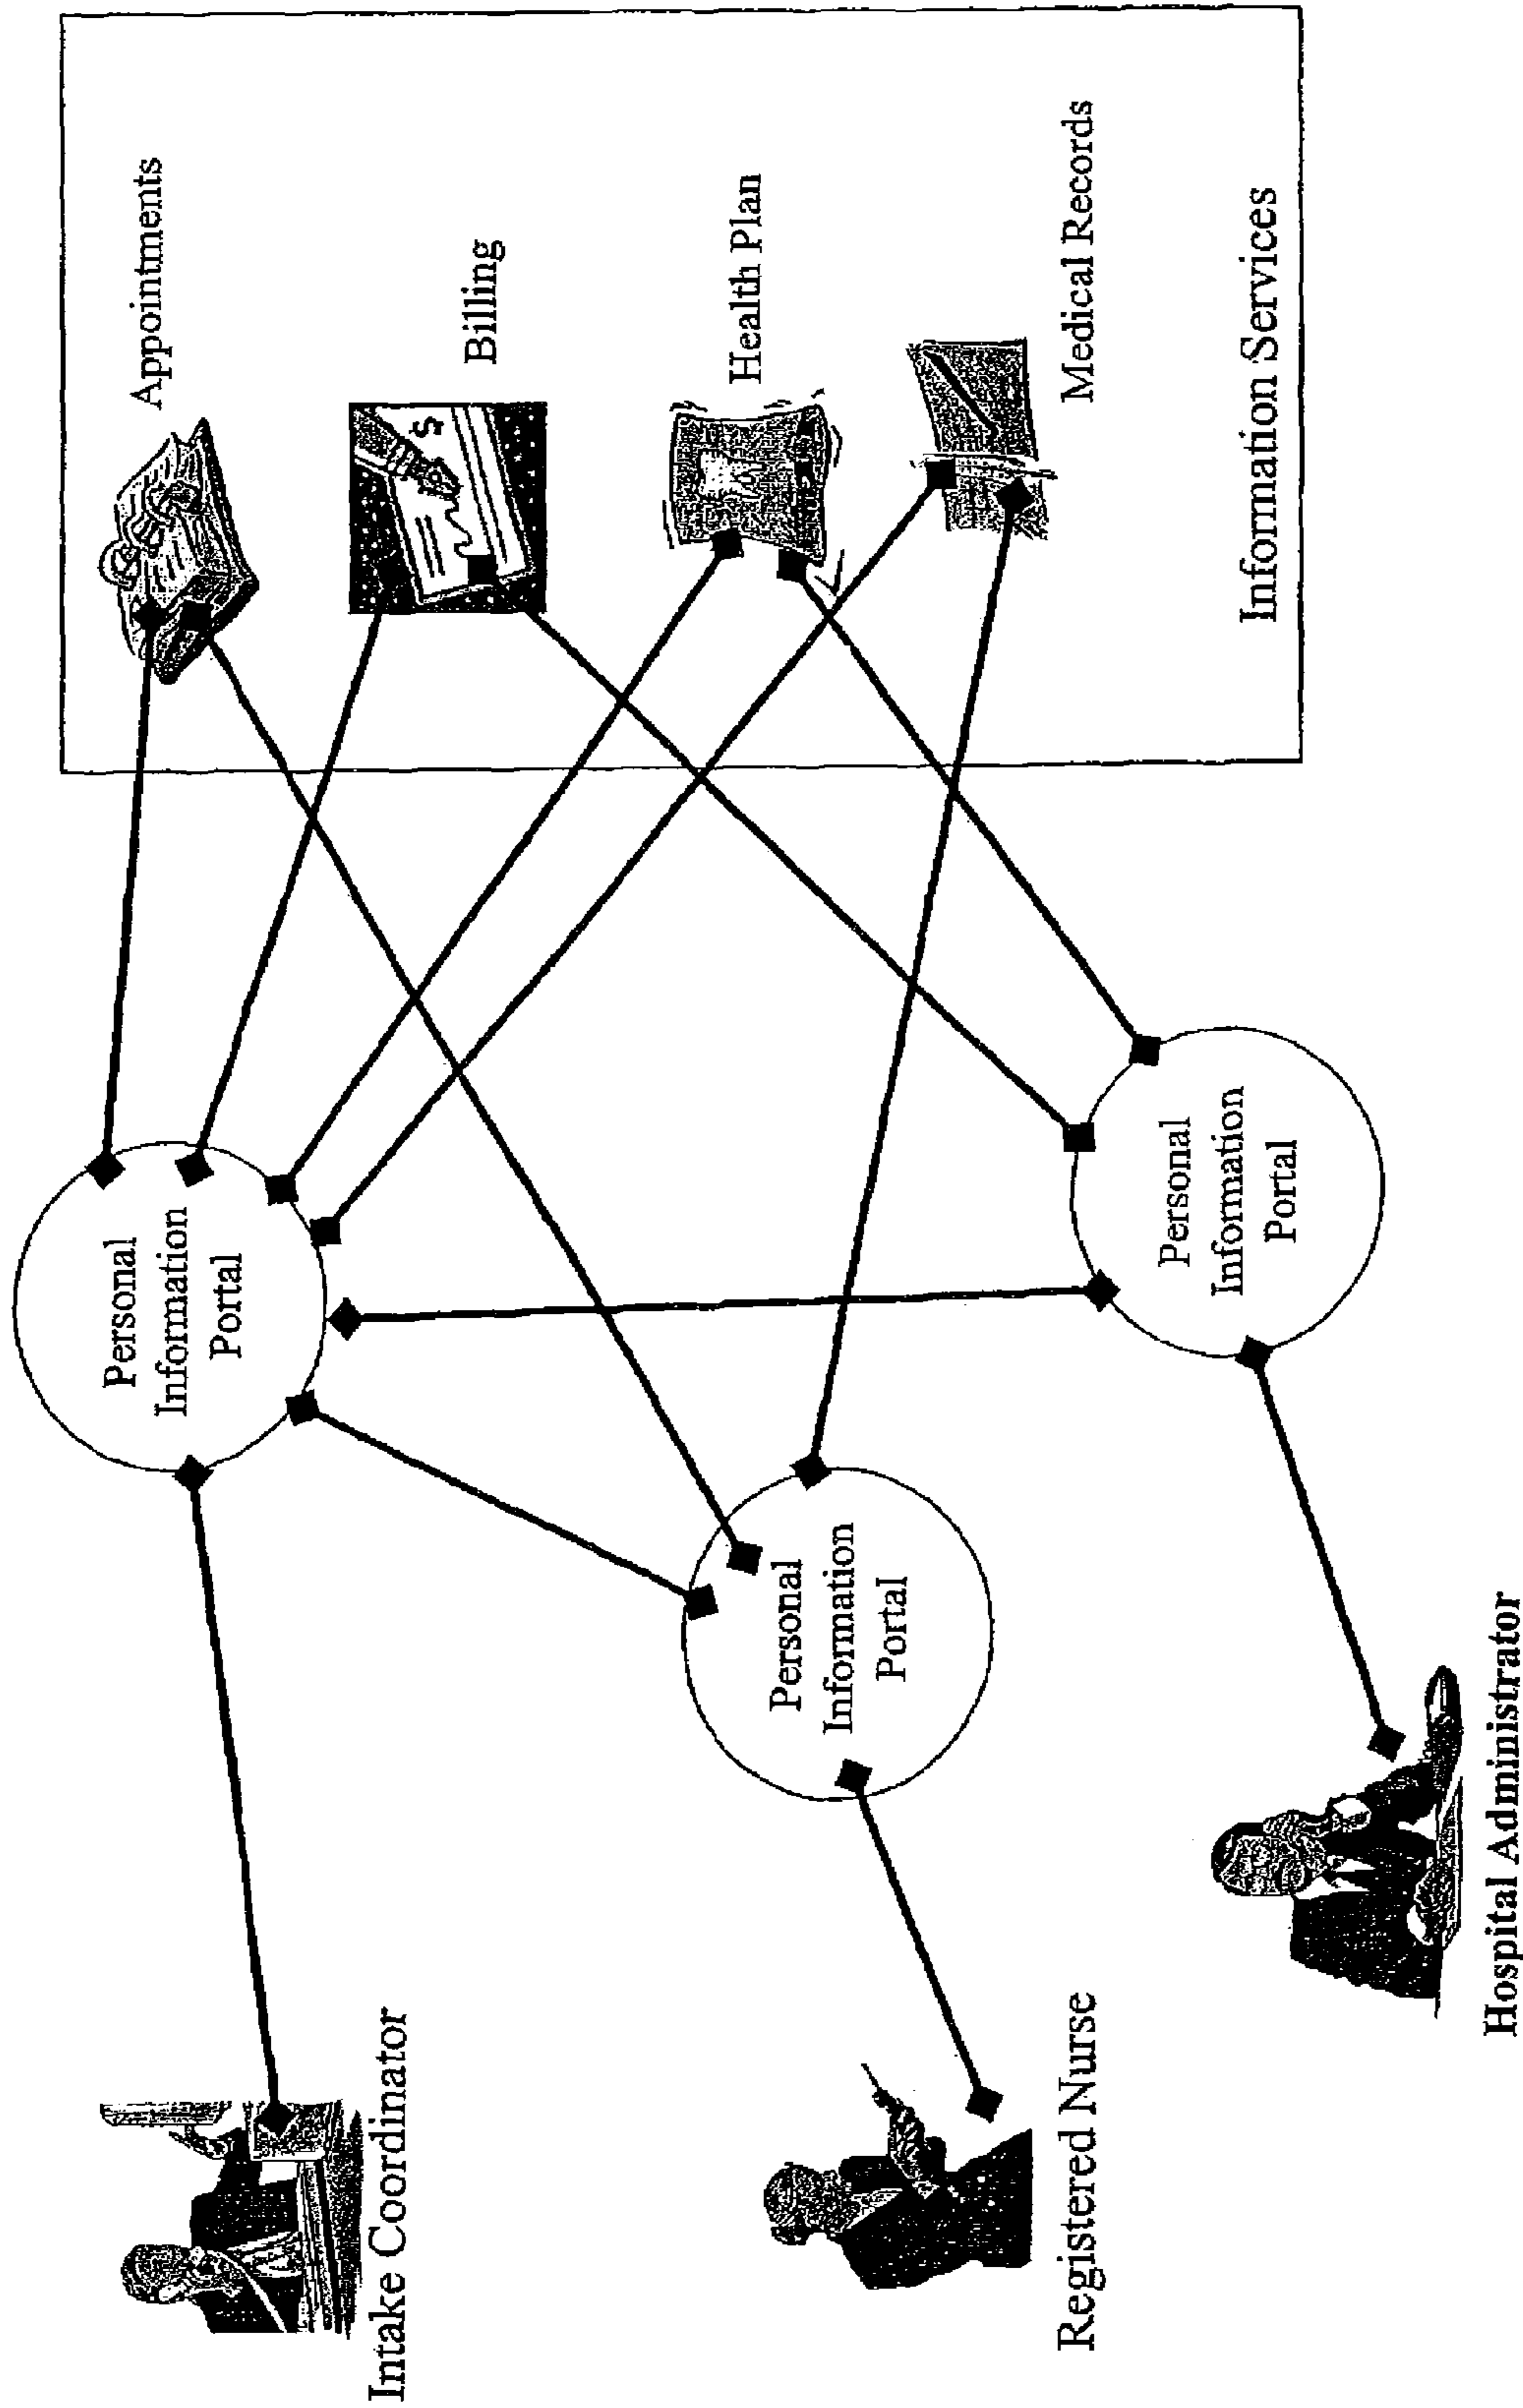 Intake Coordinator
Personal
Information
Portal
Appointments
Billing
Registered Nurse
Personal
Information
Portal
Health Plan
Medical Records
Hospital Administrator
Personal
Information
Portal
Information Services
$